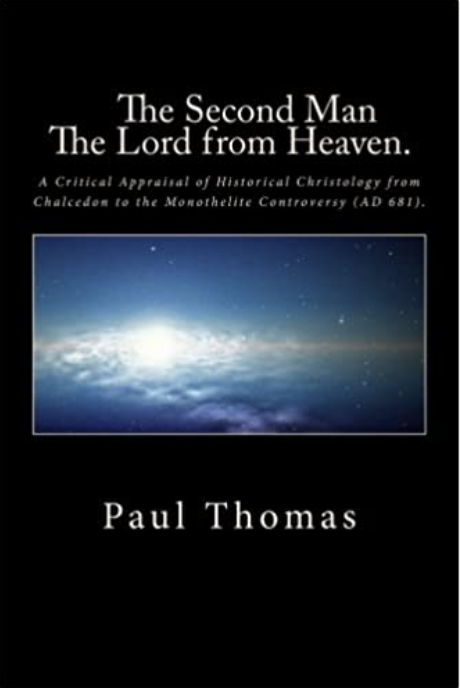 The Second Man
The Lord from Heaven.
A Critical Appraisal of Historical Christology from
Chalcedon to the Monothelite Controversy (AD 681).
Paul Thomas